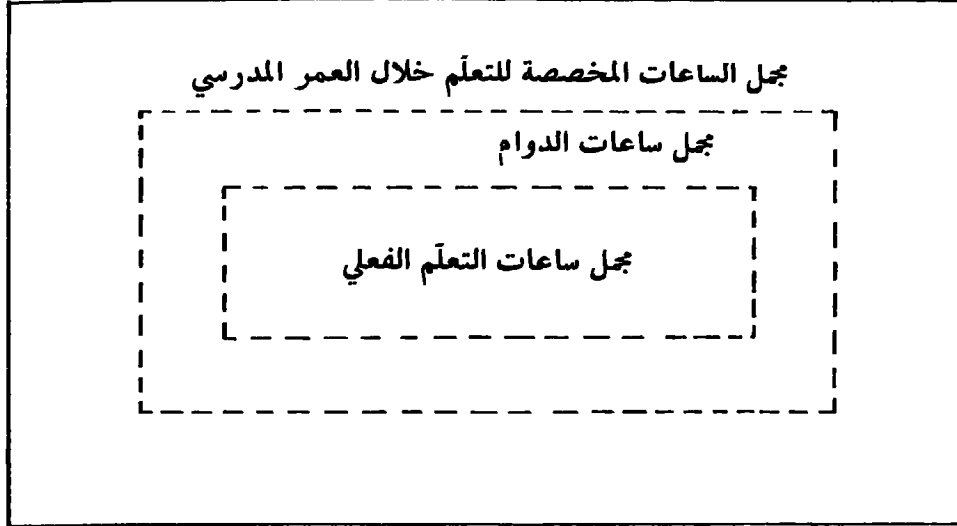 مجمل الساعات المخصصة للتعلّم خلال العمر المدرسي
مجمل ساعات الدوام
مجمل ساعات التعلّم الفعلي